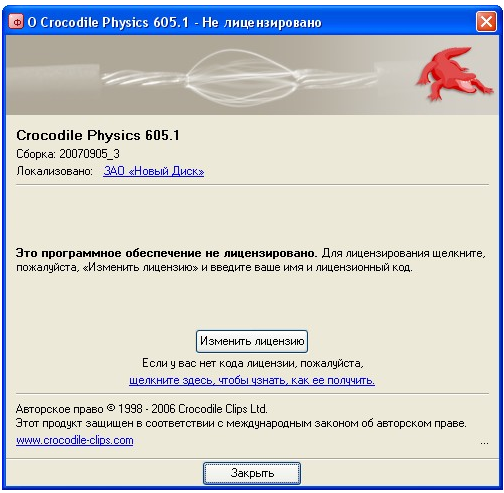 О Crocodile Physics 605.1 - Не лицензировано
Crocodile Physics 605.1
Сборка: 20070905_3
Локализовано: ЗАО «Новый Диск»
Это программное обеспечение не лицензировано. Для лицензирования щелкните,
пожалуйста, «Изменить лицензию» и введите ваше имя и лицензионный код.
Изменить лицензию
Если у вас нет кода лицензии, пожалуйста,
щелкните здесь, чтобы узнать, как ее получить.
Авторское право © 1998 - 2006 Crocodile Clips Ltd.
Этот продукт защищен в соответствии с международным законом об авторском праве.
www.crocodile-clips.com ...
Закрыть